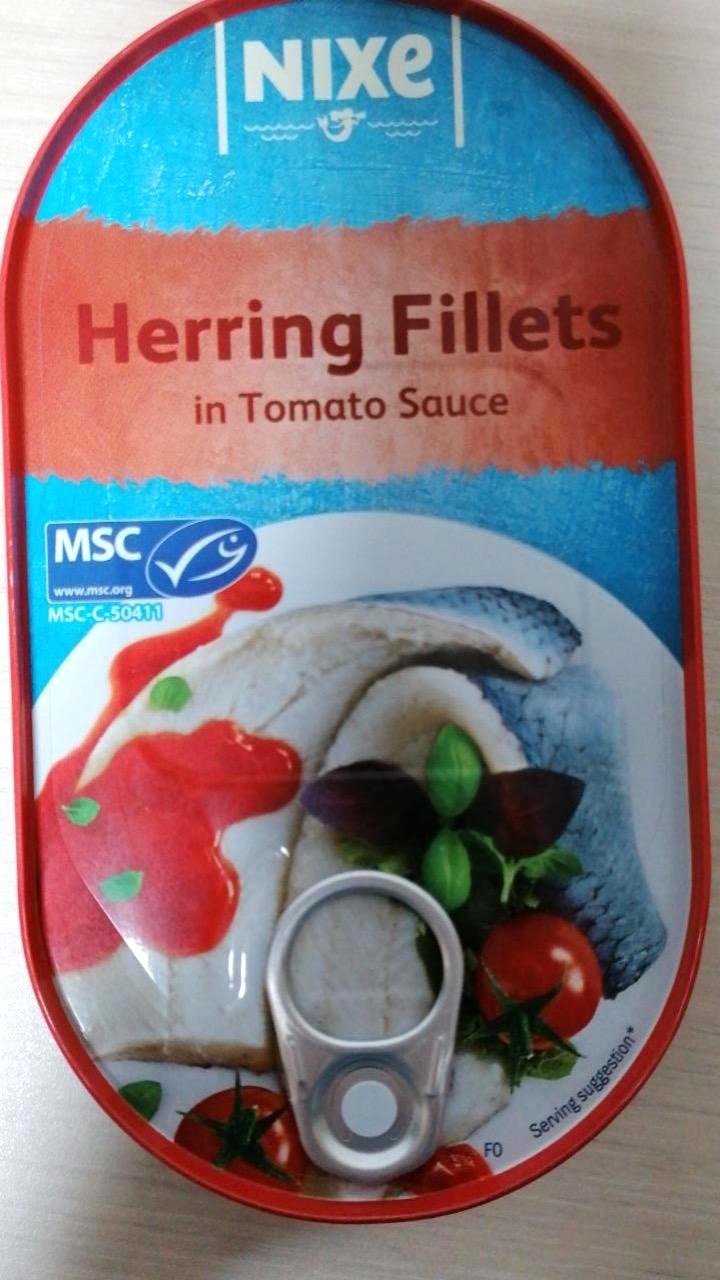 NIXe
Herring Fillets
in Tomato Sauce
MSC
www.msc.org
MSC-C-50411
Serving suggestion*
FO